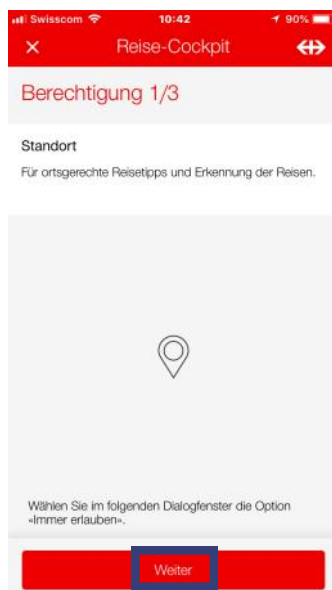 Swisscom 10:42 90%
Reise-Cockpit
Berechtigung 1/3
Standort
Für ortsgerechte Reisetipps und Erkennung der Reisen.
Wählen Sie im folgenden Dialogfenster die Option
«Immer erlauben».
Weiter